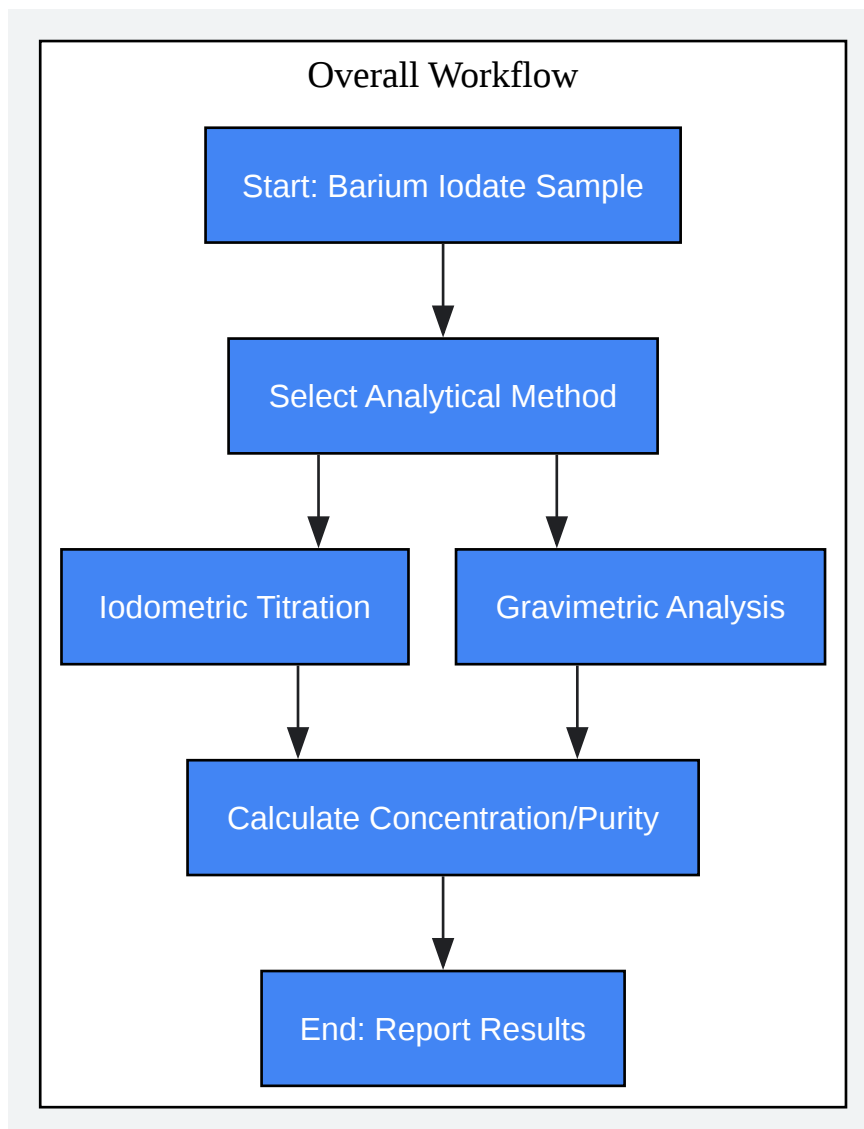 Overall Workflow
Start: Barium Iodate Sample
Select Analytical Method
Iodometric Titration
Gravimetric Analysis
Calculate Concentration/Purity
End: Report Results